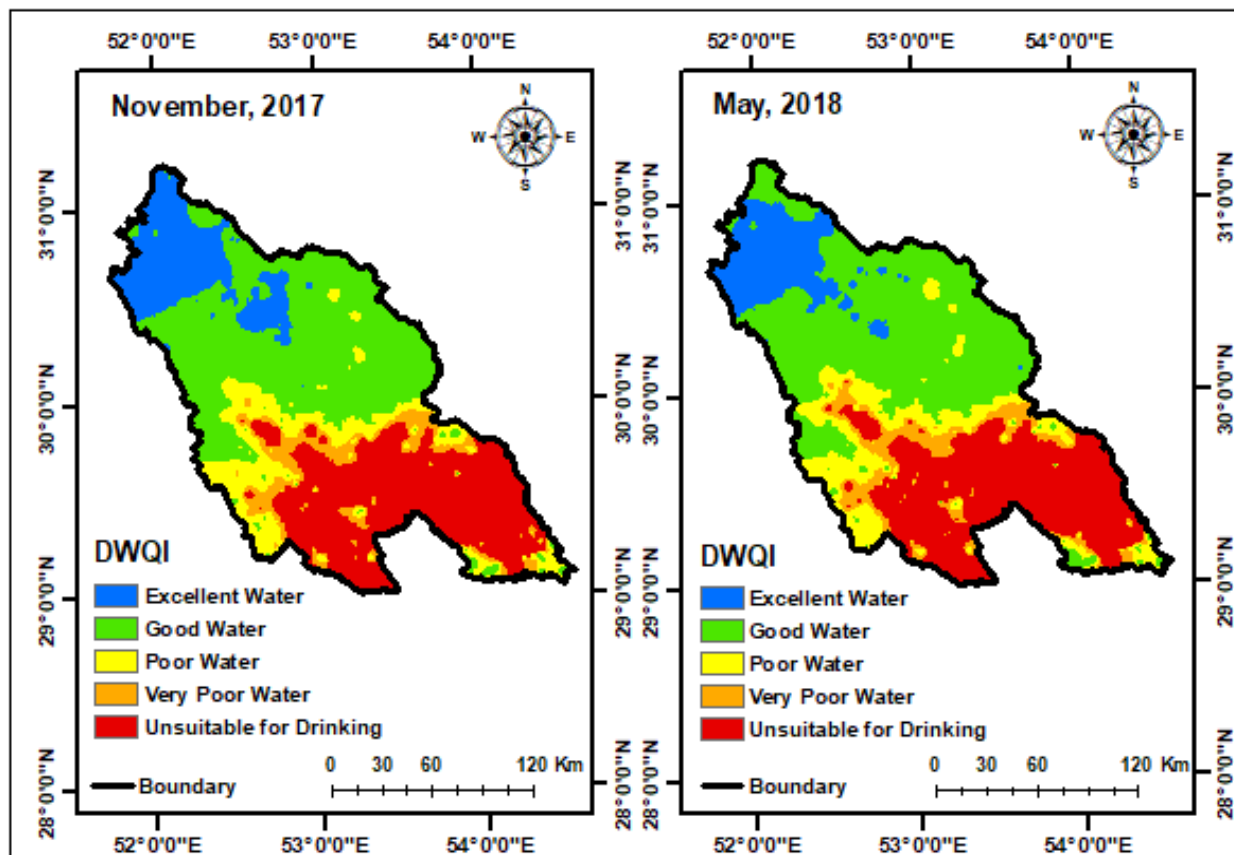 52°0'0"E 53°0'0"E 54°0'0"E
November, 2017
N
W E
S
31°0'0"N 31°0'0"N
30°0'0"N 30°0'0"N
29°0'0"N 29°0'0"N
28°0'0"N
DWQI
Excellent Water
Good Water
Poor Water
Very Poor Water
Unsuitable for Drinking
0 30 60 120 Km
Boundary
52°0'0"E 53°0'0"E 54°0'0"E
52°0'0"E 53°0'0"E 54°0'0"E
May, 2018
N
W E
S
31°0'0"N 31°0'0"N
30°0'0"N 30°0'0"N
29°0'0"N 29°0'0"N
28°0'0"N 28°0'0"N
DWQI
Excellent Water
Good Water
Poor Water
Very Poor Water
Unsuitable for Drinking
0 30 60 120 Km
Boundary
52°0'0"E 53°0'0"E 54°0'0"E